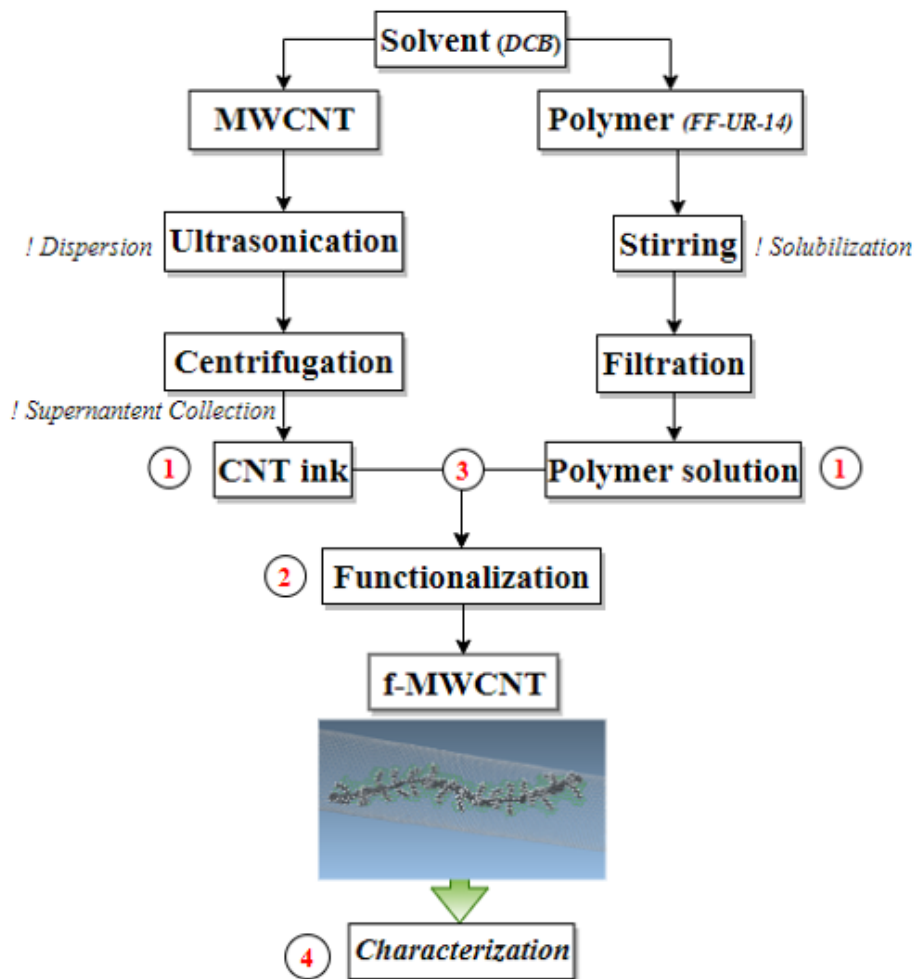 Solvent (DCB)
MWCNT
Polymer (FF-UR-14)
! Dispersion
Ultrasonication
Stirring
! Solubilization
Centrifugation
Filtration
! Supernantent Collection
1
CNT ink
3
Polymer solution
1
2
Functionalization
f-MWCNT
4
Characterization